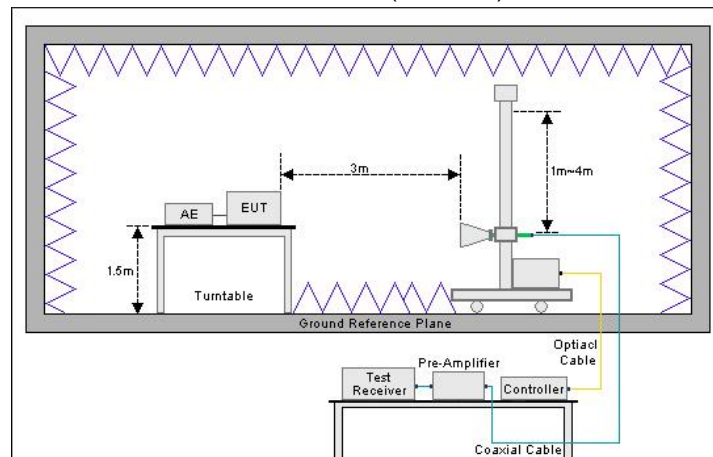 3m
1m~4m
AE
EUT
1.5m
Turntable
Ground Reference Plane
Optiacl
Cable
Pre-Amplifier
Test
Receiver
Controller
Coaxial Cable